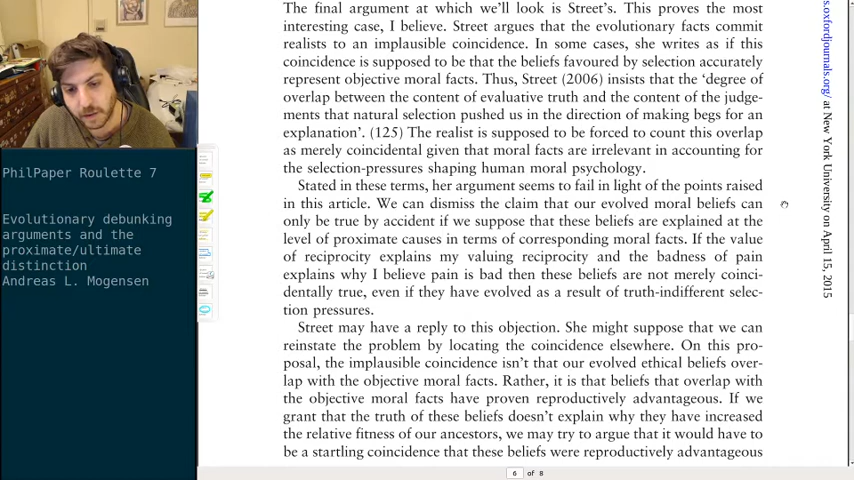 PhilPaper Roulette 7
Evolutionary debunking
arguments and the
proximate/ultimate
distinction
Andreas L. Mogensen
The final argument at which we'll look is Street's. This proves the most
interesting case, I believe. Street argues that the evolutionary facts commit
realists to an implausible coincidence. In some cases, she writes as if this
coincidence is supposed to be that the beliefs favoured by selection accurately
represent objective moral facts. Thus, Street (2006) insists that the 'degree of
overlap between the content of evaluative truth and the content of the judge-
ments that natural selection pushed us in the direction of making begs for an
explanation'. (125) The realist is supposed to be forced to count this overlap
as merely coincidental given that moral facts are irrelevant in accounting for
the selection-pressures shaping human moral psychology.
Stated in these terms, her argument seems to fail in light of the points raised
in this article. We can dismiss the claim that our evolved moral beliefs can
only be true by accident if we suppose that these beliefs are explained at the
level of proximate causes in terms of corresponding moral facts. If the value
of reciprocity explains my valuing reciprocity and the badness of pain
explains why I believe pain is bad then these beliefs are not merely coinci-
dentally true, even if they have evolved as a result of truth-indifferent selec-
tion pressures.
Street may have a reply to this objection. She might suppose that we can
reinstate the problem by locating the coincidence elsewhere. On this pro-
posal, the implausible coincidence isn't that our evolved ethical beliefs over-
lap with the objective moral facts. Rather, it is that beliefs that overlap with
the objective moral facts have proven reproductively advantageous. If we
grant that the truth of these beliefs doesn't explain why they have increased
the relative fitness of our ancestors, we may try to argue that it would have to
be a startling coincidence that these beliefs were reproductively advantageous
s.oxfordjournals.org/ at New York University on April 15, 2015
6 of 8